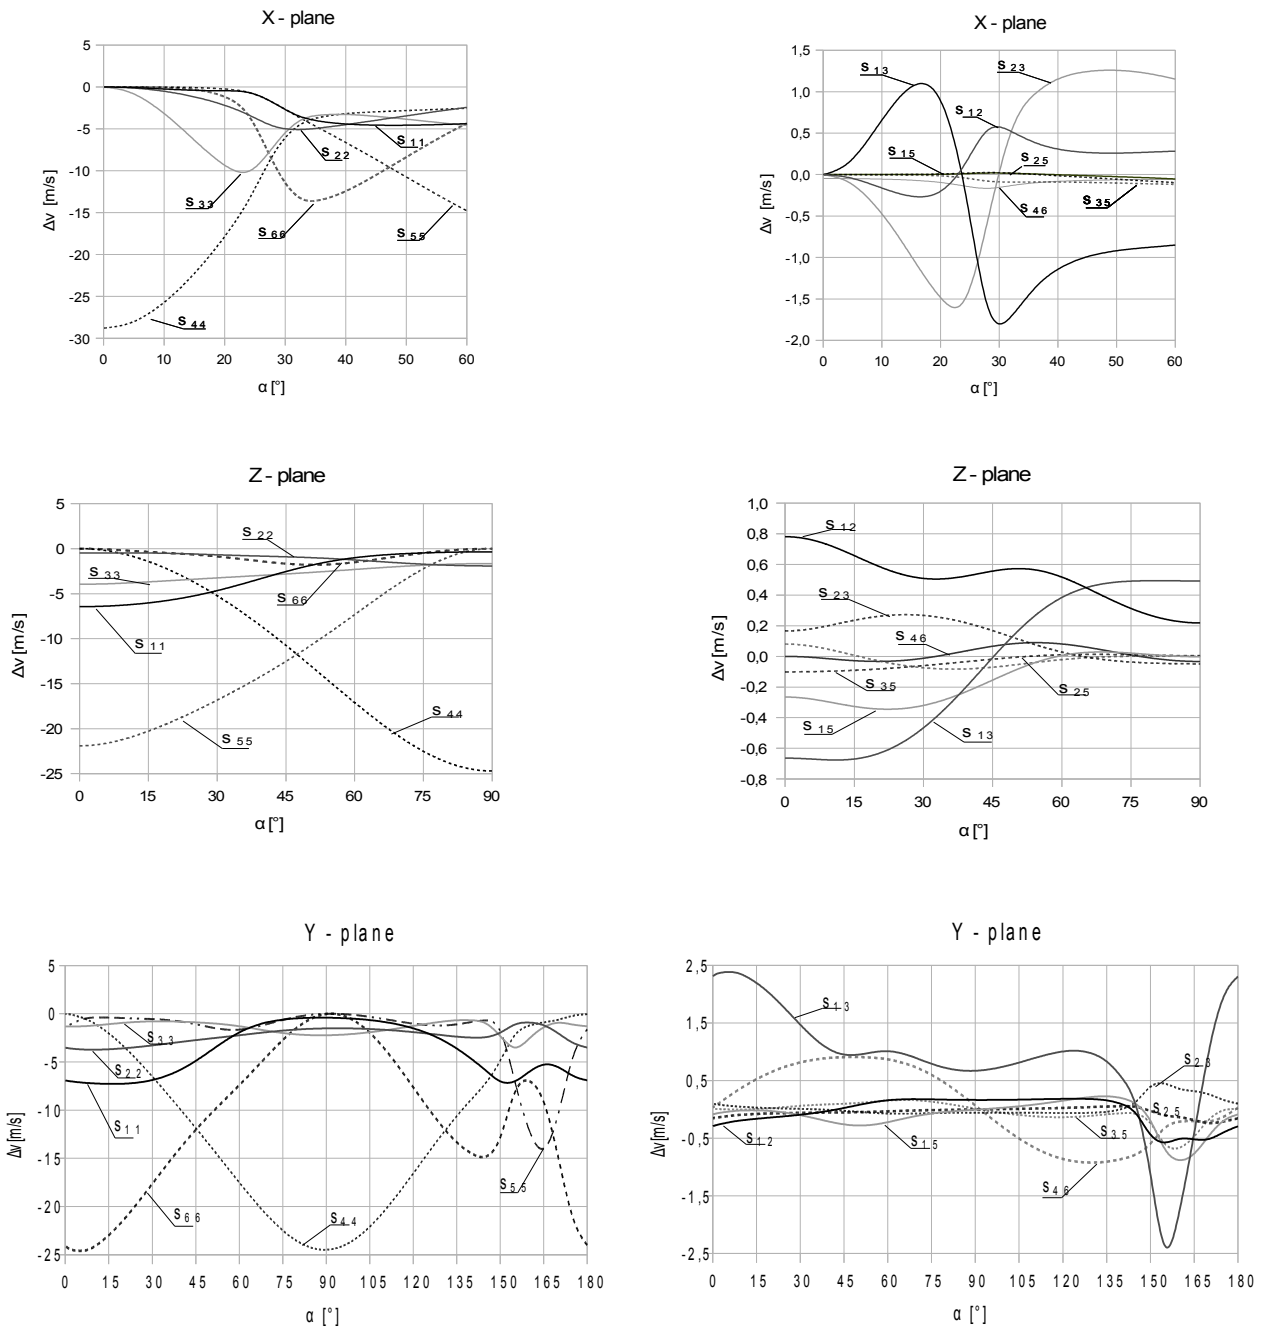 X - plane
5
0
-5
-10
-15
-20
-25
-30
Δv [m/s]
S 11
S 22
S 33
S 66
S 55
S 44
0 10 20 30 40 50 60
α [°]
X - plane
1,5
1,0
0,5
0,0
-0,5
-1,0
-1,5
-2,0
Δv [m/s]
S 13
S 23
S 12
S 15
S 25
S 35
S 46
0 10 20 30 40 50 60
α [°]
Z - plane
5
0
-5
-10
-15
-20
-25
Δv [m/s]
S 22
S 33
S 66
S 11
S 44
S 55
0 15 30 45 60 75 90
α [°]
Z - plane
1,0
0,8
0,6
0,4
0,2
0,0
-0,2
-0,4
-0,6
-0,8
Δv [m/s]
S 12
S 23
S 46
S 35
S 25
S 15
S 13
0 15 30 45 60 75 90
α [°]
Y - plane
5
0
-5
-10
-15
-20
-25
Δv [m/s]
S 3 3
S 2 2
S 1 1
S 5 5
S 6 6
S 4 4
0 15 30 45 60 75 90 105 120 135 150 165 180
α [°]
Y - plane
2,5
1,5
0,5
-0,5
-1,5
-2,5
Δv[m/s]
S 1 3
S 2 3
S 2 5
S 3 5
S 1 2
S 1 5
S 4 6
0 15 30 45 60 75 90 105 120 135 150 165 180
α [°]